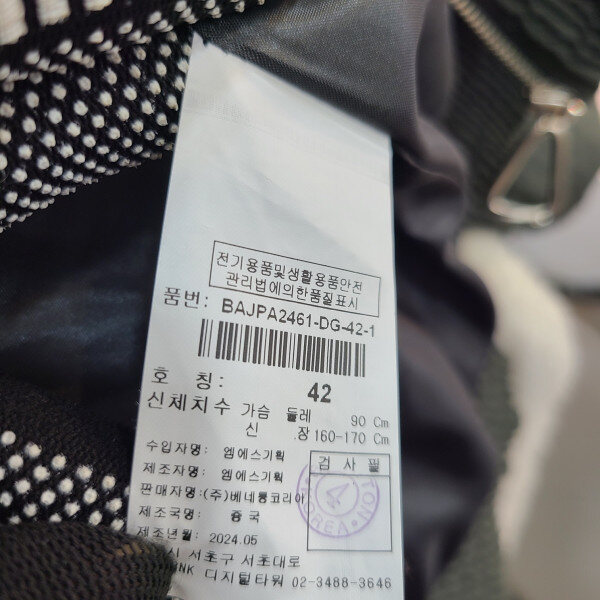 전기용품및생활용품안전
관리법에의한품질표시
품번: BAJPA2461-DG-42-1
호 칭: 42
신체치수 가슴 둘레 90 Cm
신 장 160-170 Cm
수입자명: 엠에스기획
제조자명: 엠에스기획
판매자명:(주)베네통코리아
제조국명: 중국
제조년월: 2024.05
시 서초구 서초대로
디지털타워 02-3488-3646
검 사 필
4
KOREA · NOT